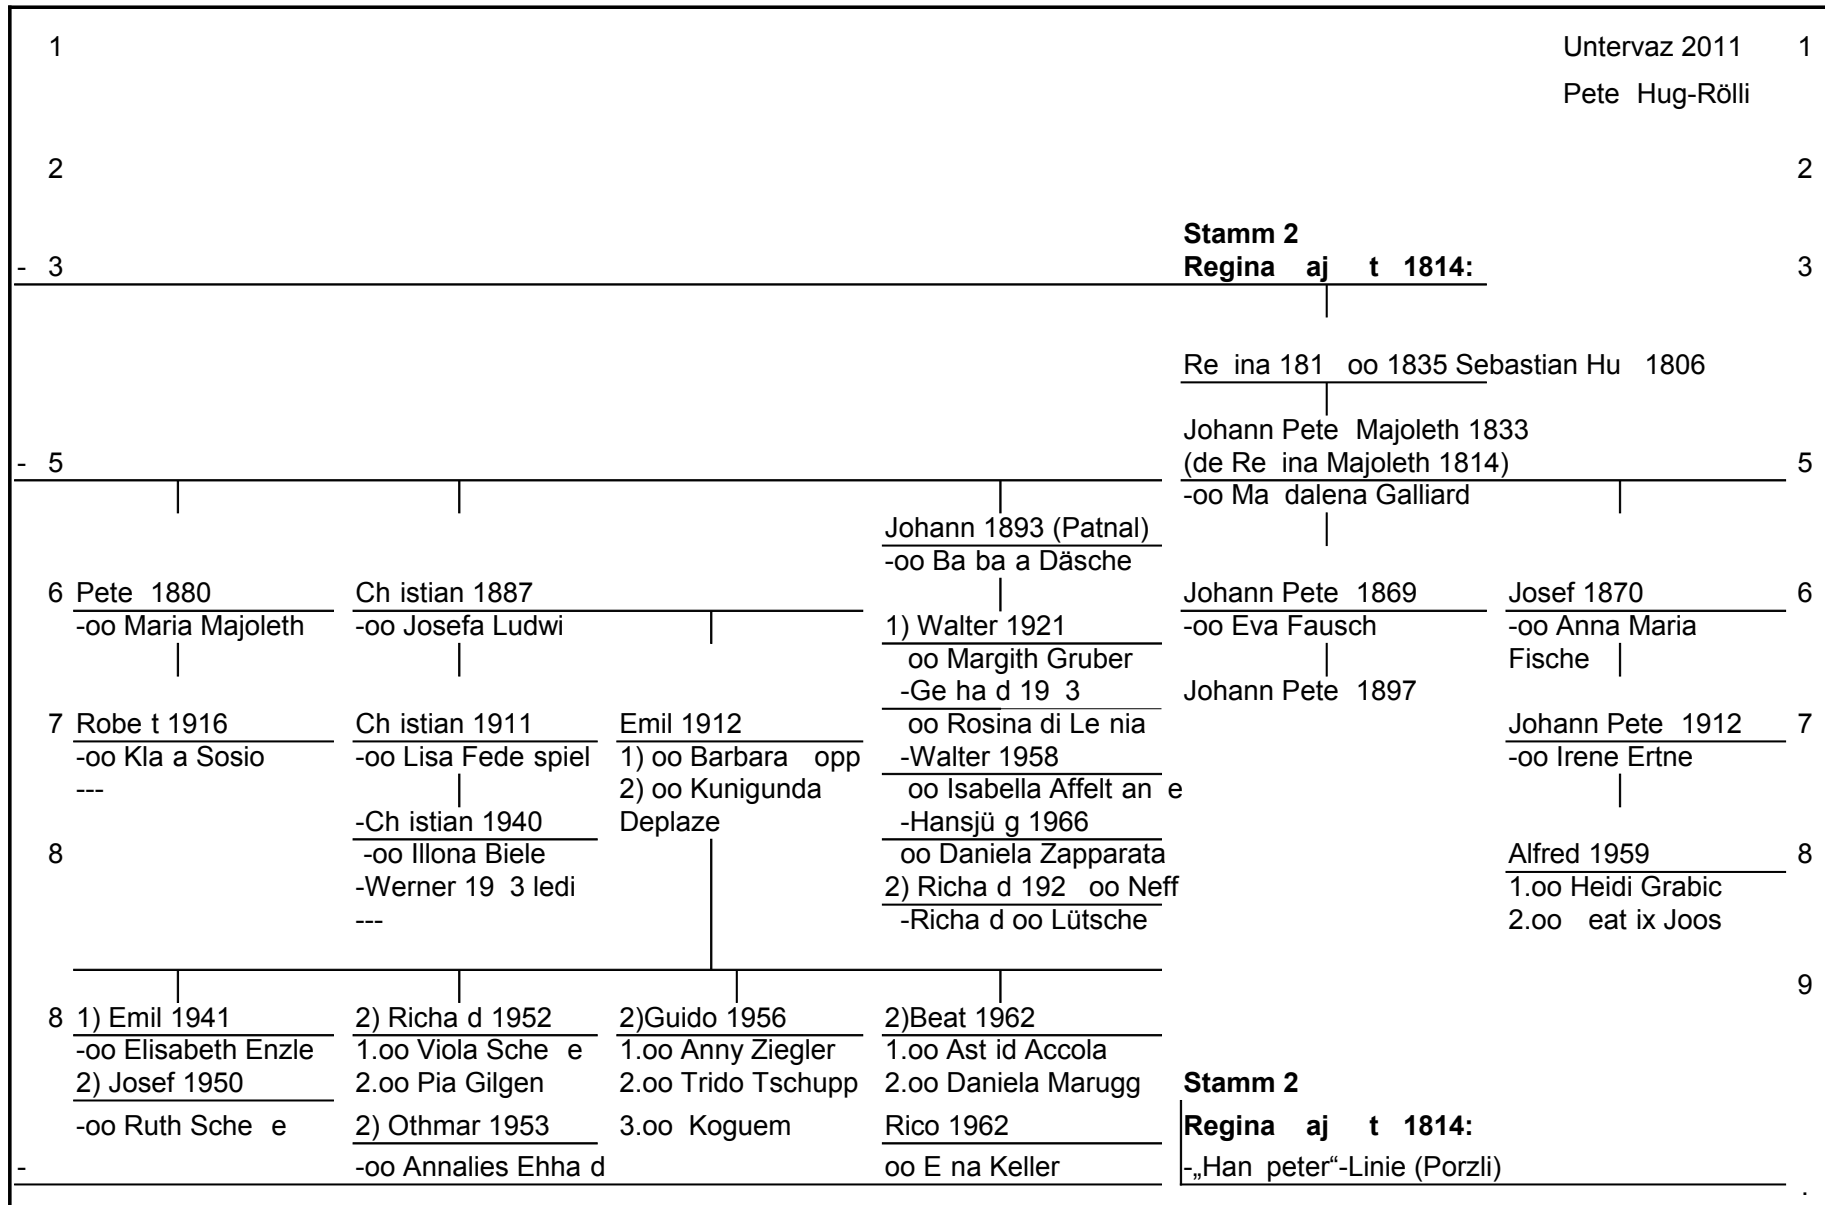 1
Untervaz 2011
1
Pete Hug-Rölli
2
2
Stamm 2
- 3
Regina aj t 1814:
3
Re ina 181 oo 1835 Sebastian Hu 1806
Johann Pete Majoleth 1833
- 5
(de Re ina Majoleth 1814)
5
-oo Ma dalena Galliard
Johann 1893 (Patnal)
-oo Ba ba a Däsche
6
Pete 1880
-oo Maria Majoleth
Robe t 1916
-oo Kla a Sosio
---
Ch istian 1887
-oo Josefa Ludwi
7
Ch istian 1911
-oo Lisa Fede spiel
-Ch istian 1940
-oo Illona Biele
-Werner 19 3 ledi
---
8
Emil 1912
1) oo Barbara opp
2) oo Kunigunda
Deplaze
1) Walter 1921
oo Margith Gruber
-Ge ha d 19 3
oo Rosina di Le nia
-Walter 1958
oo Isabella Affelt an e
-Hansjü g 1966
oo Daniela Zapparata
2) Richa d 192 oo Neff
-Richa d oo Lütsche
Johann Pete 1869
-oo Eva Fausch
Johann Pete 1897
Josef 1870
6
-oo Anna Maria
Fische
Johann Pete 1912
7
-oo Irene Ertne
Alfred 1959
8
1.oo Heidi Grabic
2.oo eat ix Joos
9
8
1) Emil 1941
-oo Elisabeth Enzle
2) Josef 1950
-oo Ruth Sche e
-
2) Richa d 1952
1.oo Viola Sche e
2.oo Pia Gilgen
2) Othmar 1953
-oo Annalies Ehha d
2)Guido 1956
1.oo Anny Ziegler
2.oo Trido Tschupp
3.oo Koguem
2)Beat 1962
1.oo Ast id Accola
2.oo Daniela Marugg
Rico 1962
oo E na Keller
Stamm 2
Regina aj t 1814:
-„Han peter“-Linie (Porzli)
.